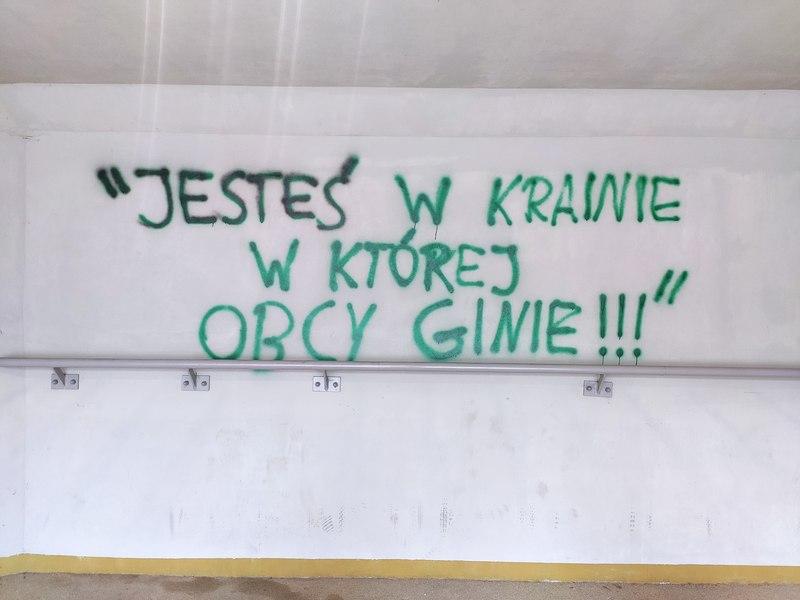 "JESTEŚ W KRAINIE
W KTÓREJ
OBCY GINIE!!!"